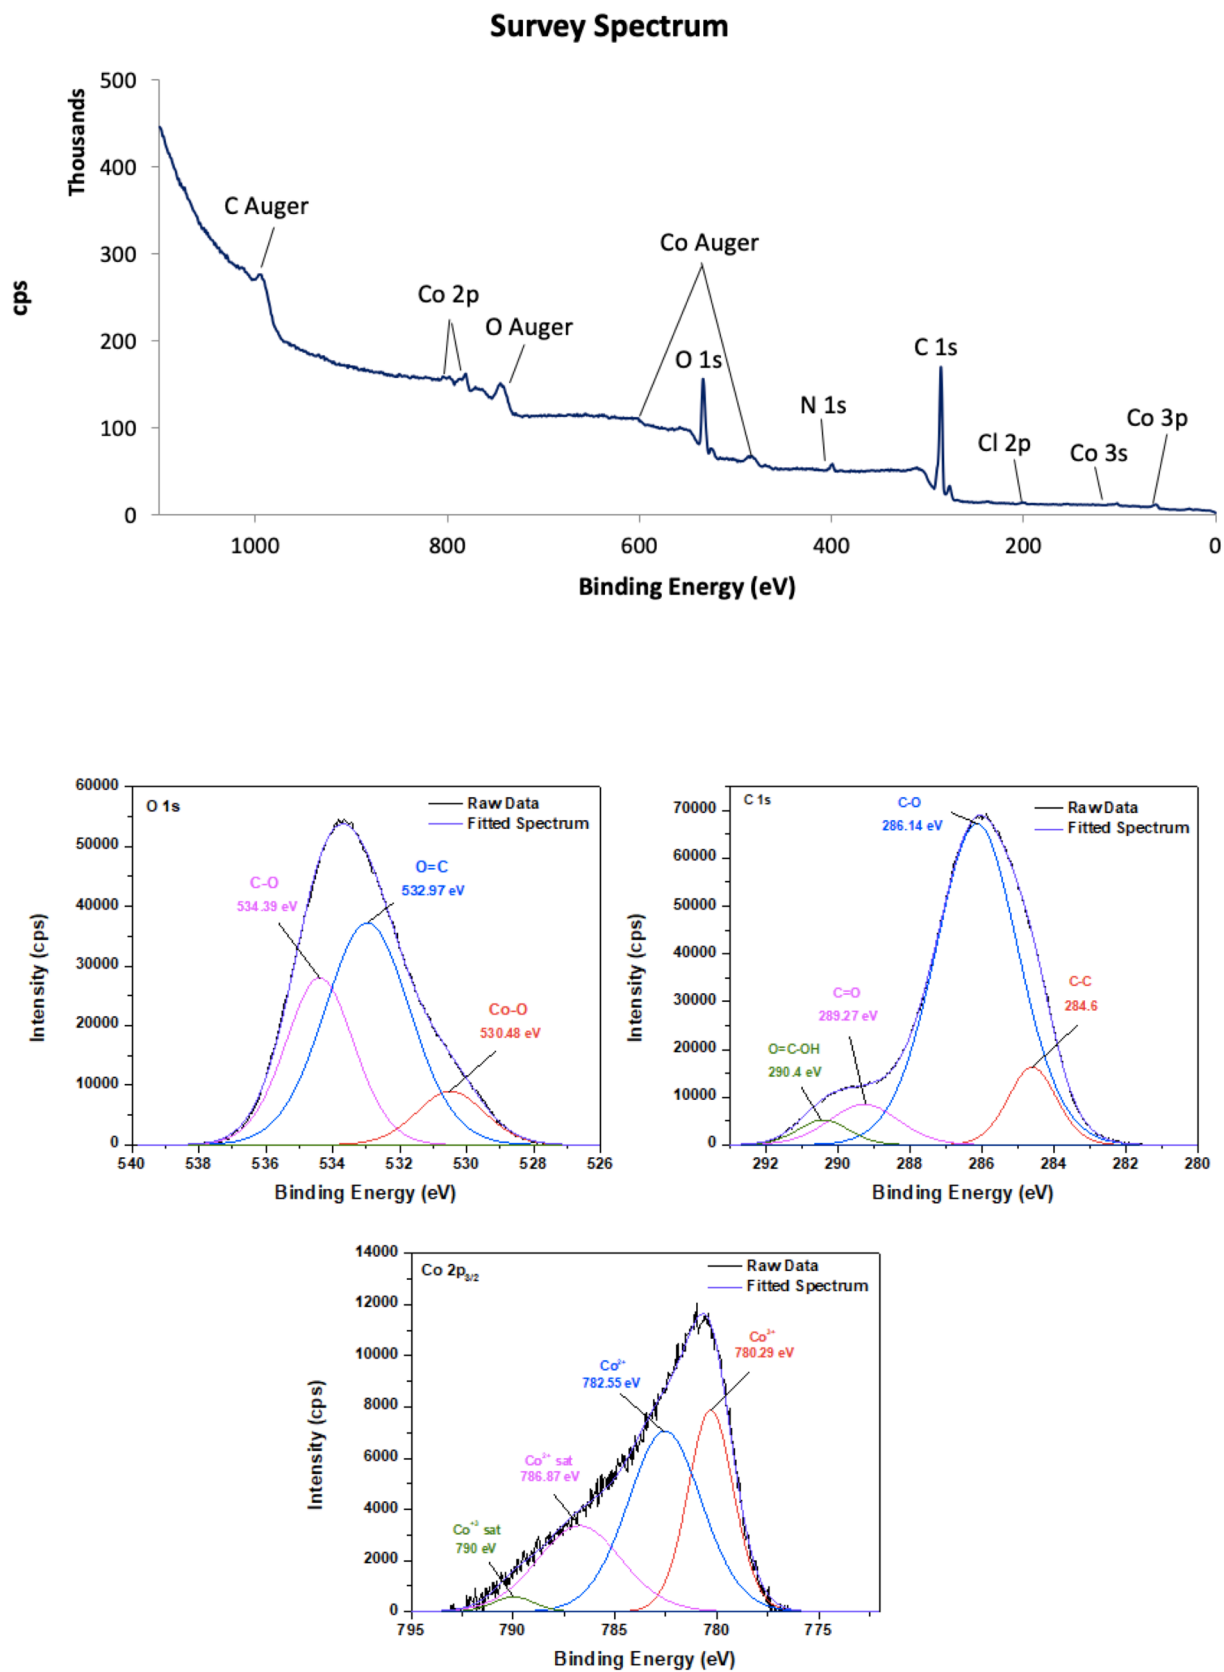 Survey Spectrum
Thousands
cps
500
400
300
200
100
0
C Auger
Co 2p
O Auger
Co Auger
O 1s
N 1s
C 1s
Cl 2p
Co 3s
Co 3p
1000
800
600
400
200
0
Binding Energy (eV)
O 1s
Raw Data
Fitted Spectrum
C-O
534.39 eV
O=C
532.97 eV
Co-O
530.48 eV
Intensity (cps)
60000
50000
40000
30000
20000
10000
0
540
538
536
534
532
530
528
526
Binding Energy (eV)
C 1s
Raw Data
Fitted Spectrum
C-O
286.14 eV
C=O
289.27 eV
O=C-OH
290.4 eV
C-C
284.6
Intensity (cps)
70000
60000
50000
40000
30000
20000
10000
0
292
290
288
286
284
282
280
Binding Energy (eV)
Co 2p3/2
Raw Data
Fitted Spectrum
Co³⁺
780.29 eV
Co²⁺
782.55 eV
Co²⁺ sat
786.87 eV
Co⁺³ sat
790 eV
Intensity (cps)
14000
12000
10000
8000
6000
4000
2000
0
795
790
785
780
775
Binding Energy (eV)